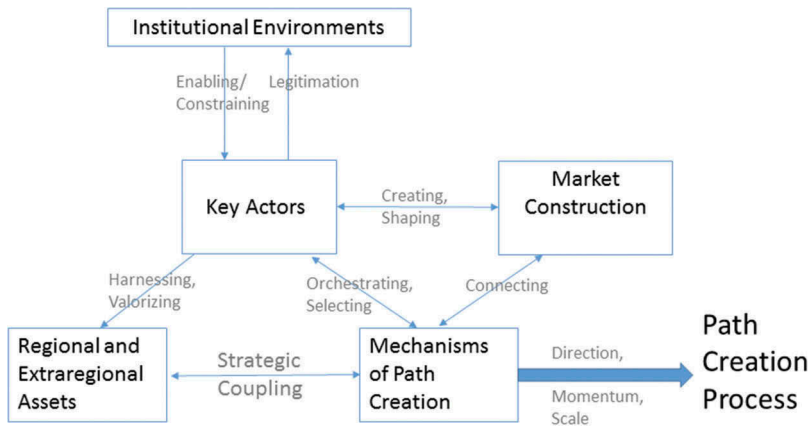 Institutional Environments
Enabling/
Constraining
Legitimation
Key Actors
Creating,
Shaping
Market
Construction
Harnessing,
Valorizing
Orchestrating,
Selecting
Connecting
Regional and
Extraregional
Assets
Strategic
Coupling
Mechanisms
of Path
Creation
Direction,
Momentum,
Scale
Path
Creation
Process